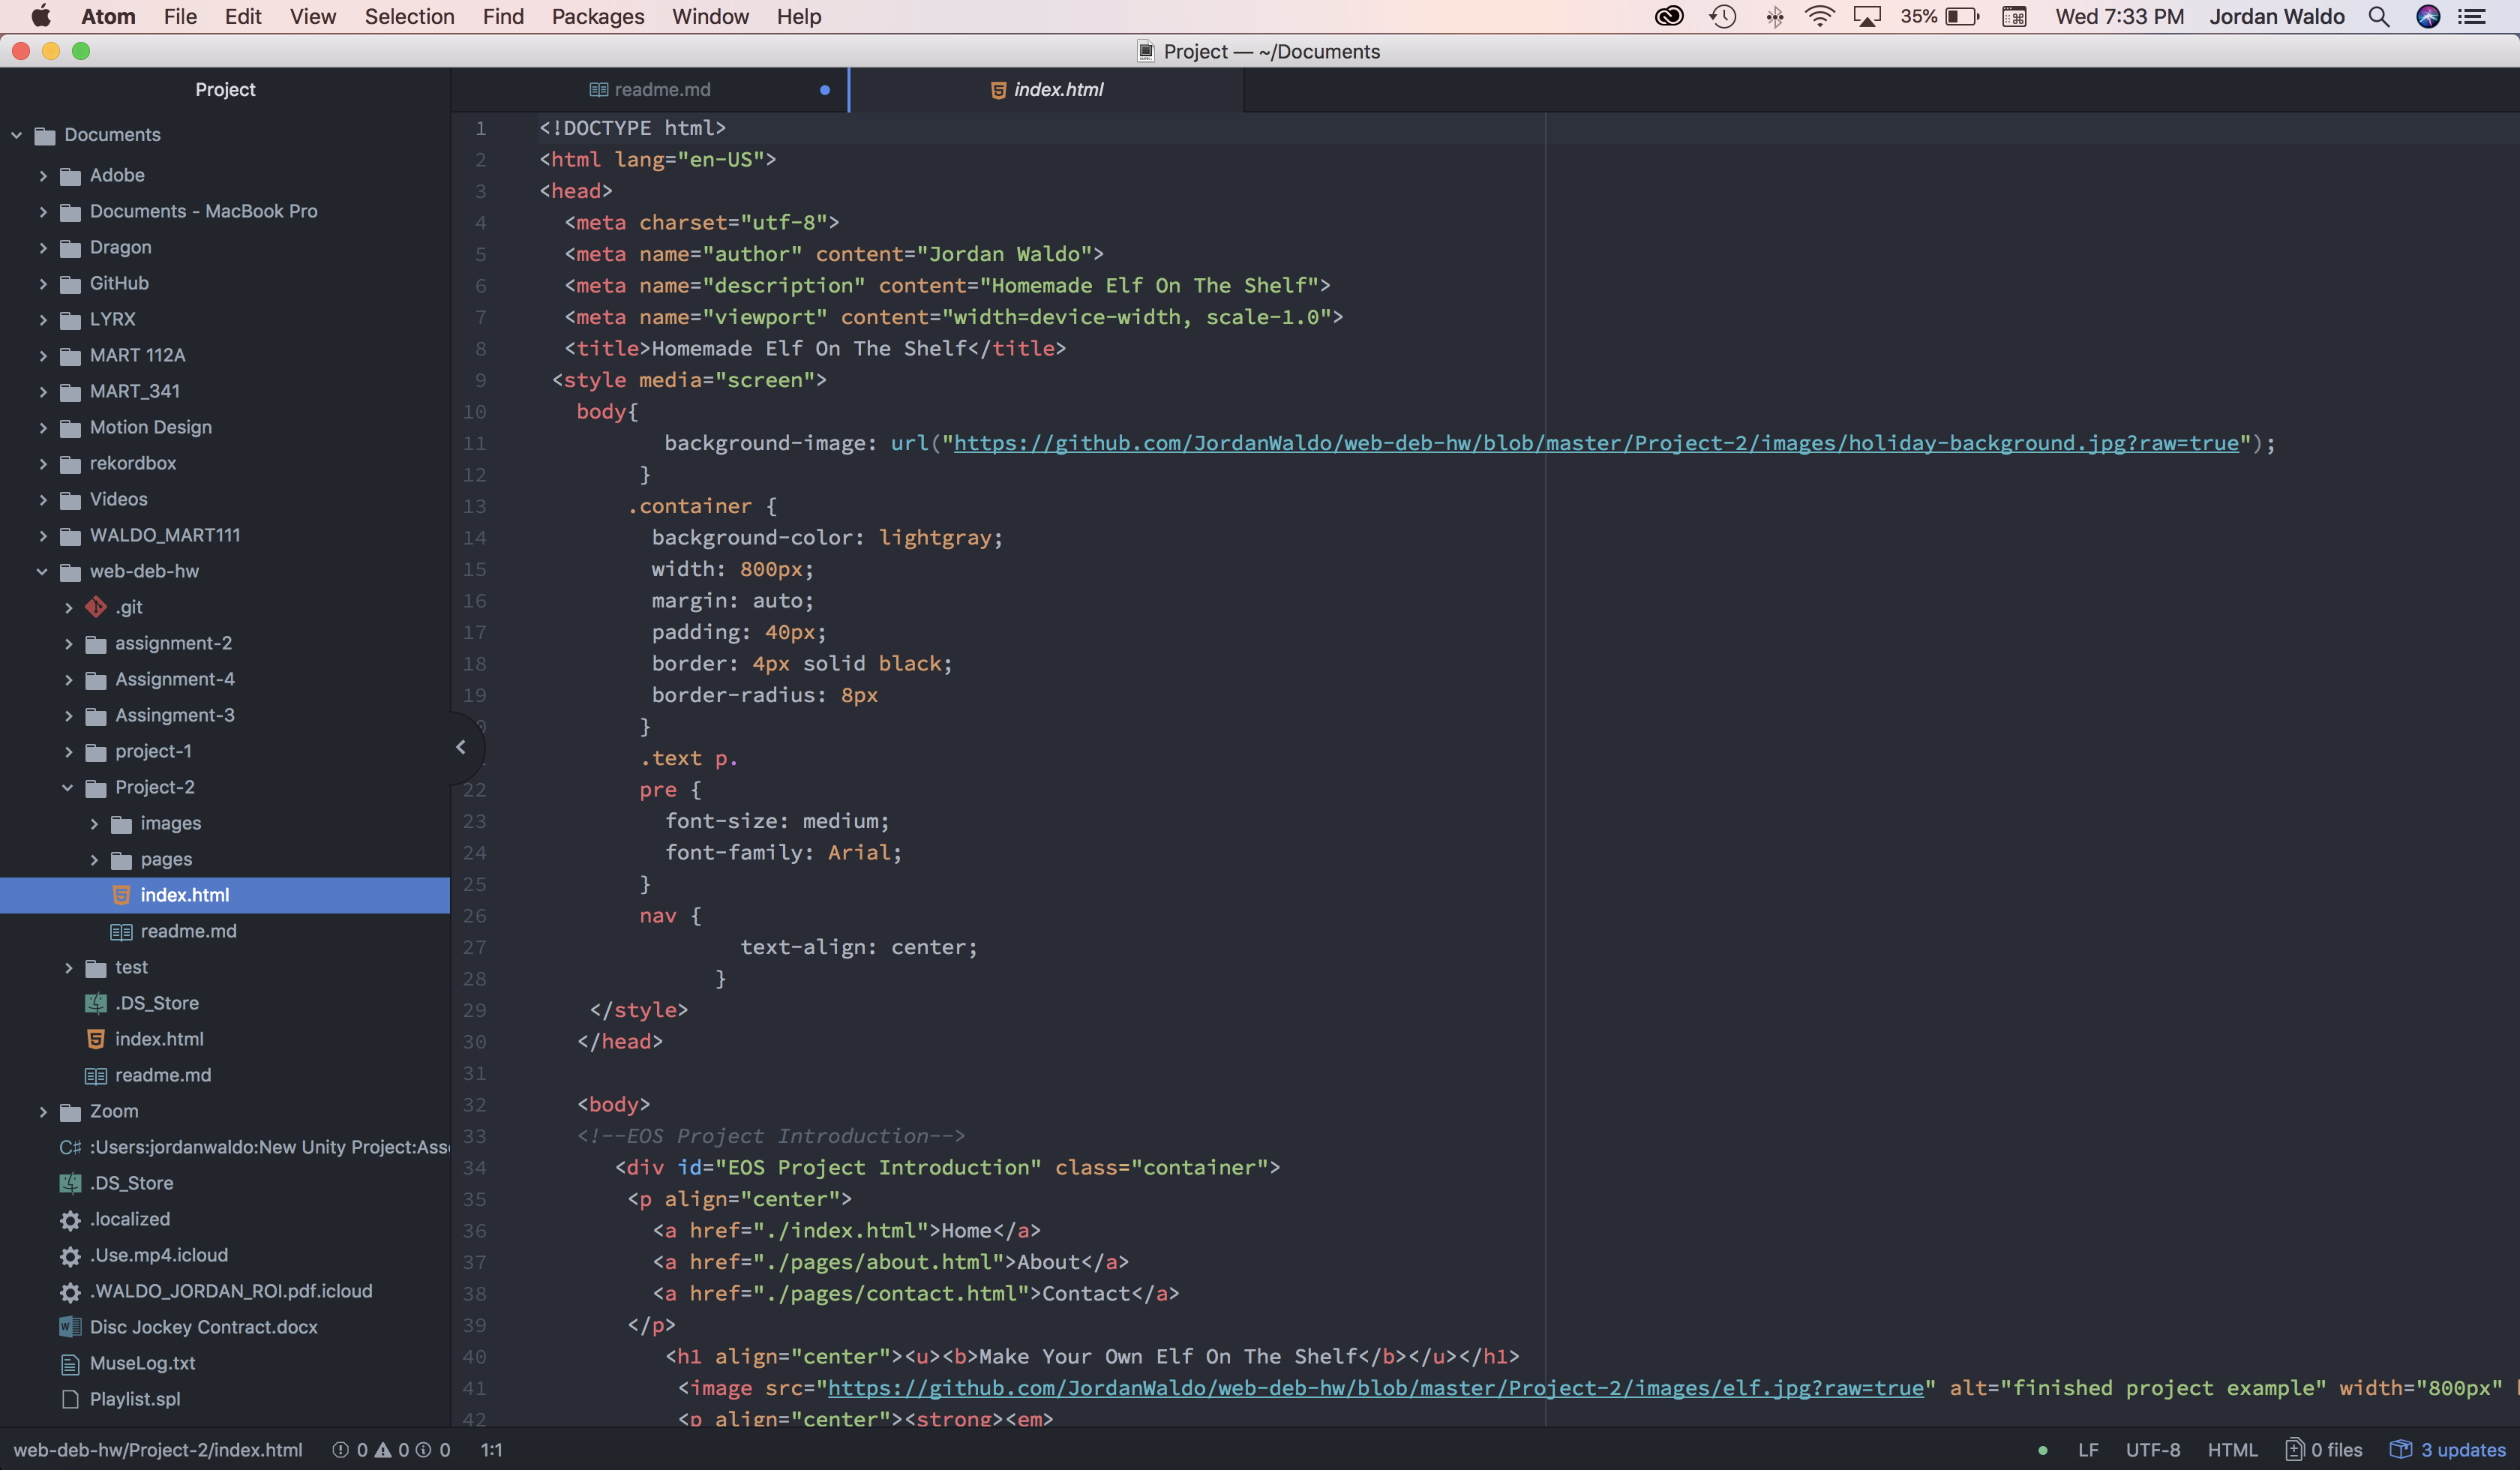 Atom File Edit View Selection Find Packages Window Help 35% Wed 7:33 PM Jordan Waldo
Project — ~/Documents
Project
readme.md
index.html
Documents
Adobe
Documents - MacBook Pro
Dragon
GitHub
LYRX
MART 112A
MART_341
Motion Design
rekordbox
Videos
WALDO_MART111
web-deb-hw
.git
assignment-2
Assignment-4
Assingment-3
project-1
Project-2
images
pages
index.html
readme.md
test
.DS_Store
index.html
readme.md
Zoom
C# :Users:jordanwaldo:New Unity Project:Ass
.DS_Store
.localized
.Use.mp4.icloud
.WALDO_JORDAN_ROI.pdf.icloud
Disc Jockey Contract.docx
MuseLog.txt
Playlist.spl
1 <!DOCTYPE html>
2 <html lang="en-US">
3 <head>
4 <meta charset="utf-8">
5 <meta name="author" content="Jordan Waldo">
6 <meta name="description" content="Homemade Elf On The Shelf">
7 <meta name="viewport" content="width=device-width, scale-1.0">
8 <title>Homemade Elf On The Shelf</title>
9 <style media="screen">
10 body{
11 background-image: url("https://github.com/JordanWaldo/web-deb-hw/blob/master/Project-2/images/holiday-background.jpg?raw=true");
12 }
13 .container {
14 background-color: lightgray;
15 width: 800px;
16 margin: auto;
17 padding: 40px;
18 border: 4px solid black;
19 border-radius: 8px
}
.text p.
22 pre {
23 font-size: medium;
24 font-family: Arial;
25 }
26 nav {
27 text-align: center;
28 }
29 </style>
30 </head>
31
32 <body>
33 <!--EOS Project Introduction-->
34 <div id="EOS Project Introduction" class="container">
35 <p align="center">
36 <a href="./index.html">Home</a>
37 <a href="./pages/about.html">About</a>
38 <a href="./pages/contact.html">Contact</a>
39 </p>
40 <h1 align="center"><u><b>Make Your Own Elf On The Shelf</b></u></h1>
41 <image src="https://github.com/JordanWaldo/web-deb-hw/blob/master/Project-2/images/elf.jpg?raw=true" alt="finished project example" width="800px"
42 <p align="center"><strong><em>
web-deb-hw/Project-2/index.html 0 0 0 1:1 LF UTF-8 HTML 0 files 3 updates